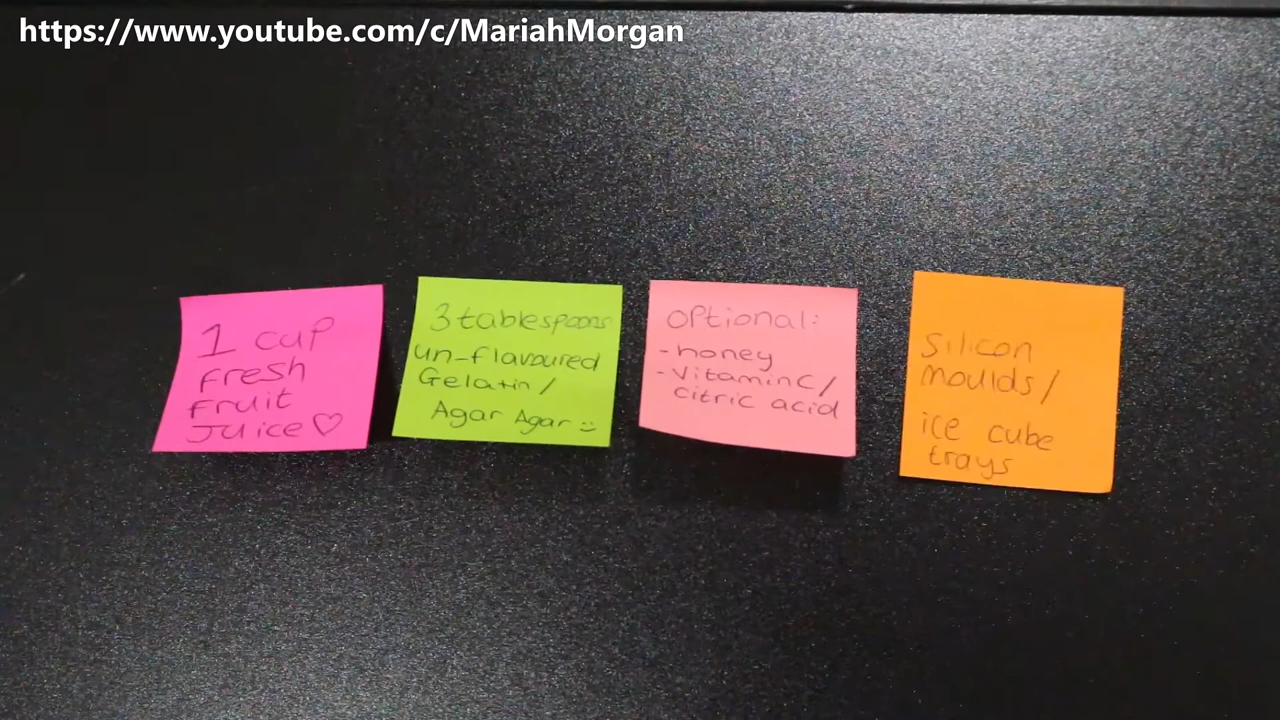 https://www.youtube.com/c/MariahMorgan
1 cup
fresh
fruit
Juice ♡
3 tablespoons
un-flavoured
Gelatin /
Agar Agar :)
optional:
- honey
- Vitamin C /
citric acid
silicon
moulds /
ice cube
trays